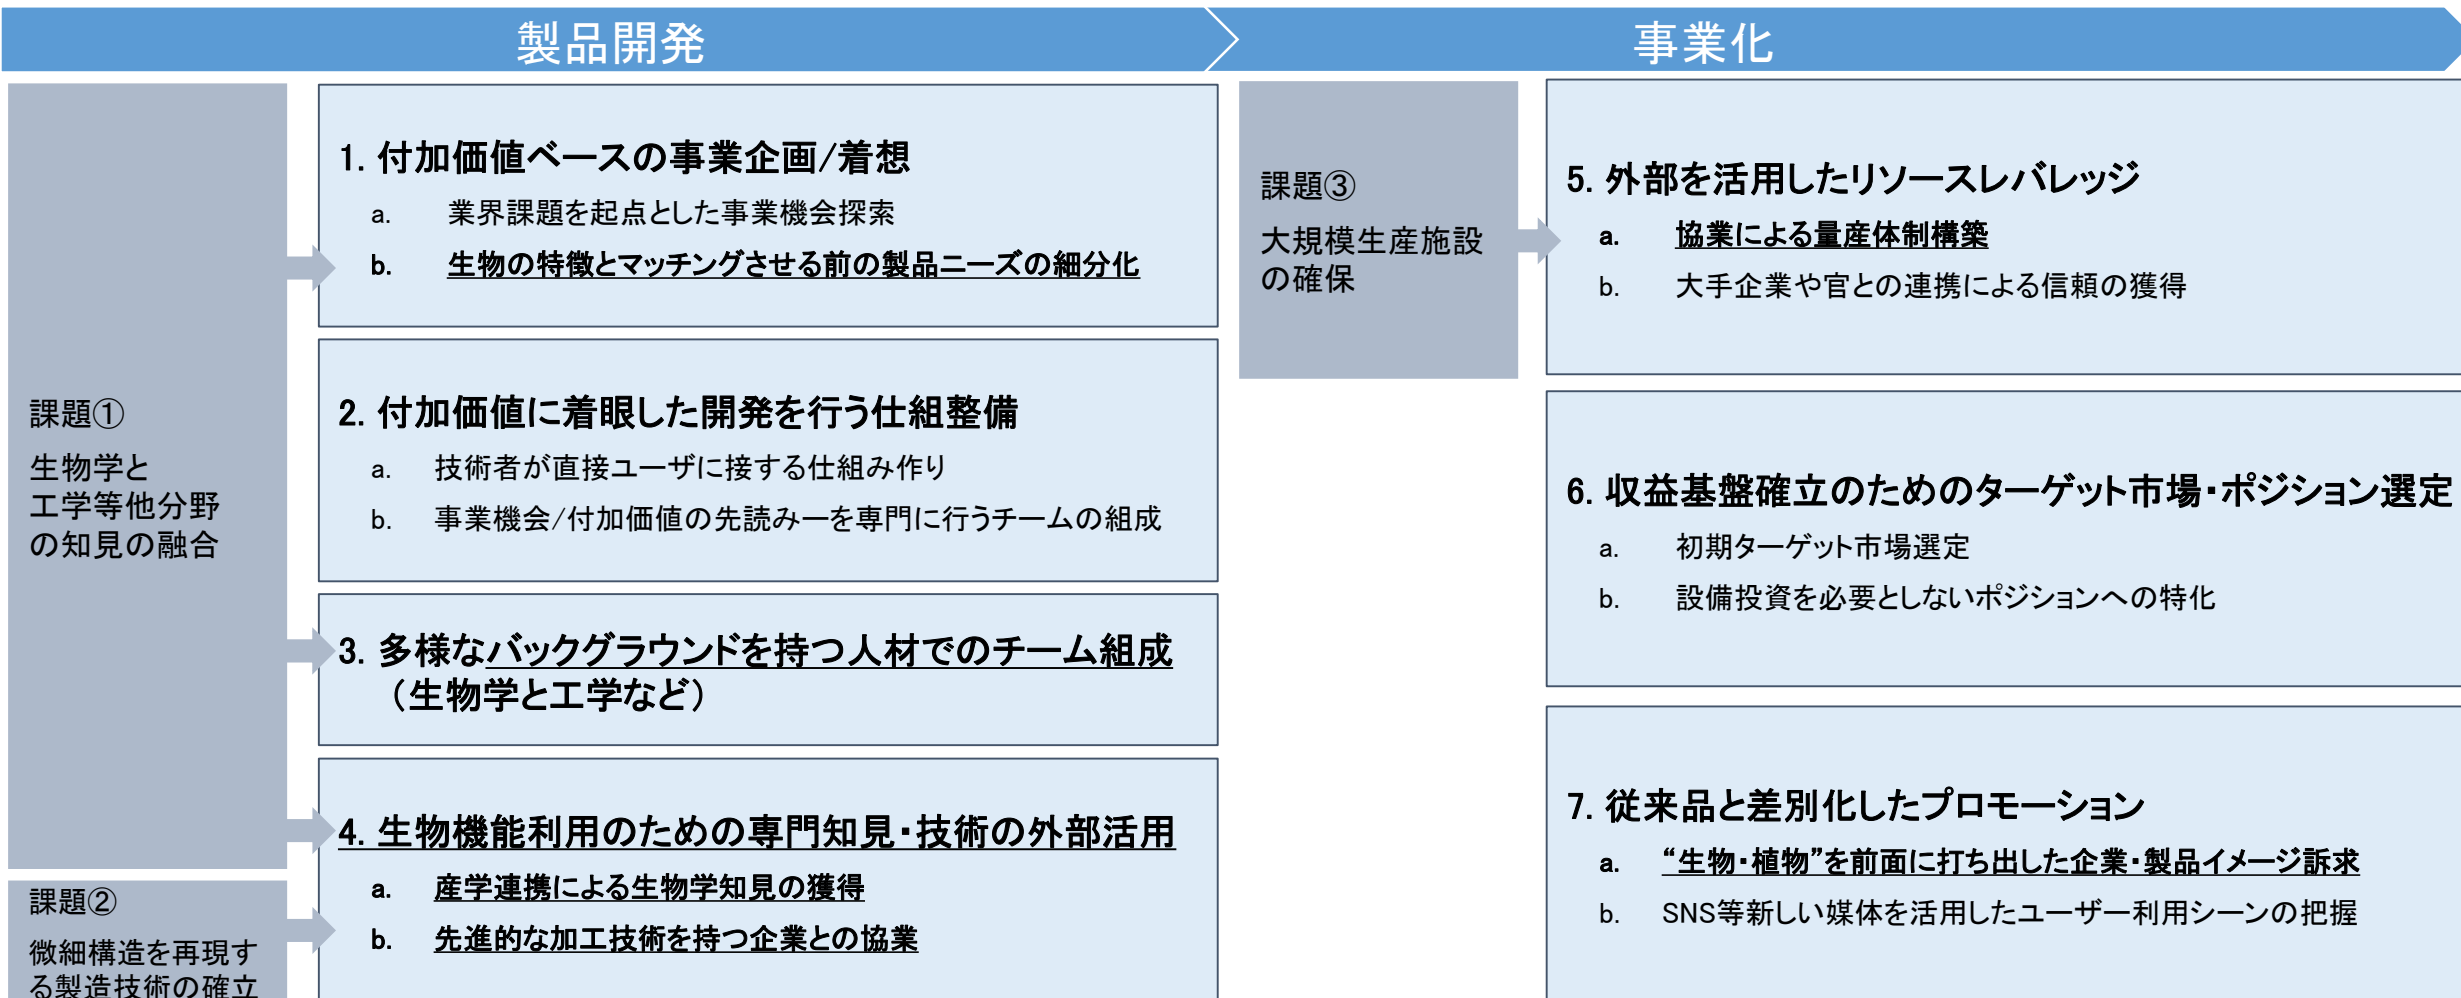 製品開発
事業化
課題①
生物学と
工学等他分野
の知見の融合
課題②
微細構造を再現す
る製造技術の確立
1. 付加価値ベースの事業企画/着想
a. 業界課題を起点とした事業機会探索
b. 生物の特徴とマッチングさせる前の製品ニーズの細分化
2. 付加価値に着眼した開発を行う仕組整備
a. 技術者が直接ユーザに接する仕組み作り
b. 事業機会/付加価値の先読みーを専門に行うチームの組成
3. 多様なバックグラウンドを持つ人材でのチーム組成
（生物学と工学など）
4. 生物機能利用のための専門知見・技術の外部活用
a. 産学連携による生物学知見の獲得
b. 先進的な加工技術を持つ企業との協業
課題③
大規模生産施設
の確保
5. 外部を活用したリソースレバレッジ
a. 協業による量産体制構築
b. 大手企業や官との連携による信頼の獲得
6. 収益基盤確立のためのターゲット市場・ポジション選定
a. 初期ターゲット市場選定
b. 設備投資を必要としないポジションへの特化
7. 従来品と差別化したプロモーション
a. “生物・植物”を前面に打ち出した企業・製品イメージ訴求
b. SNS等新しい媒体を活用したユーザー利用シーンの把握